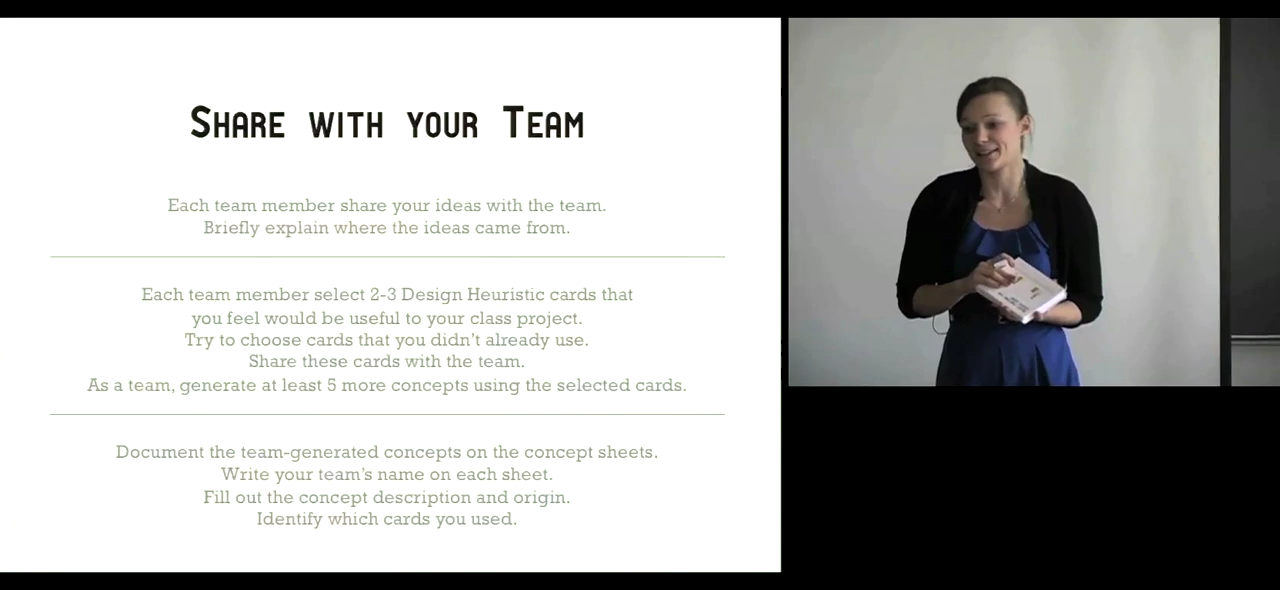 Share with your Team
Each team member share your ideas with the team.
Briefly explain where the ideas came from.
Each team member select 2-3 Design Heuristic cards that
you feel would be useful to your class project.
Try to choose cards that you didn't already use.
Share these cards with the team.
As a team, generate at least 5 more concepts using the selected cards.
Document the team-generated concepts on the concept sheets.
Write your team's name on each sheet.
Fill out the concept description and origin.
Identify which cards you used.